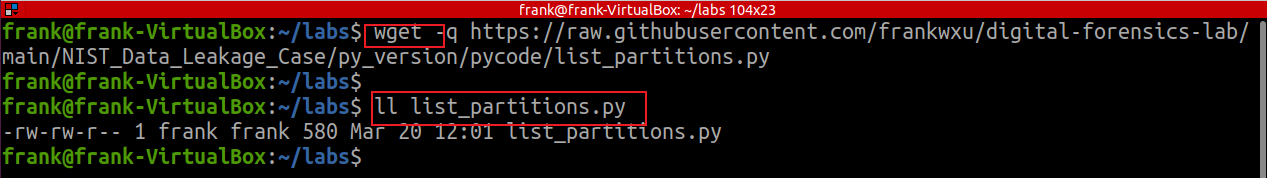 frank@frank-VirtualBox: ~/labs 104x23
frank@frank-VirtualBox:~/labs$ wget -q https://raw.githubusercontent.com/frankwxu/digital-forensics-lab/
main/NIST_Data_Leakage_Case/py_version/pycode/list_partitions.py
frank@frank-VirtualBox:~/labs$
frank@frank-VirtualBox:~/labs$ ll list_partitions.py
-rw-rw-r-- 1 frank frank 580 Mar 20 12:01 list_partitions.py
frank@frank-VirtualBox:~/labs$